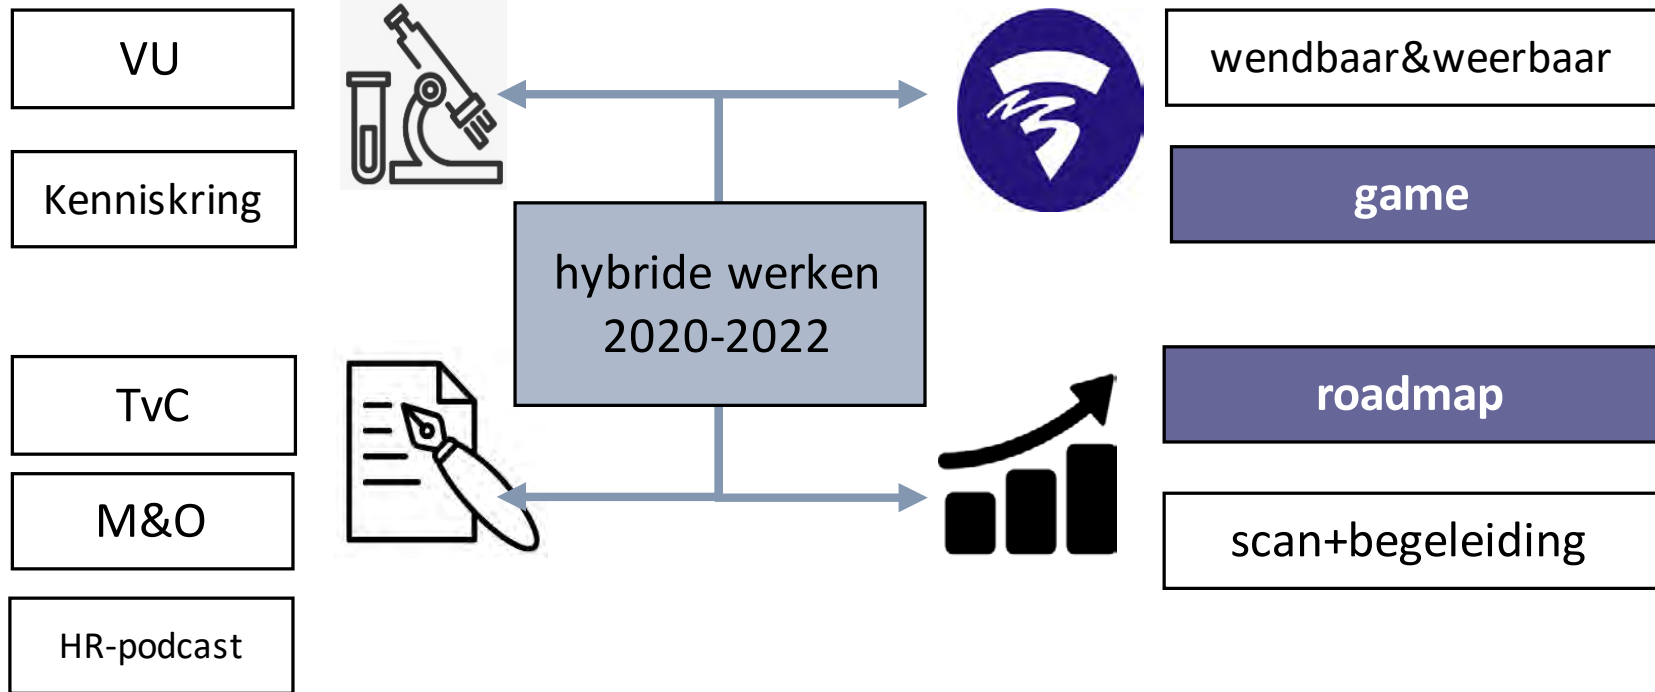 VU
wendbaar&weerbaar
Kenniskring
game
hybride werken
2020-2022
TvC
roadmap
M&O
scan+begeleiding
HR-podcast